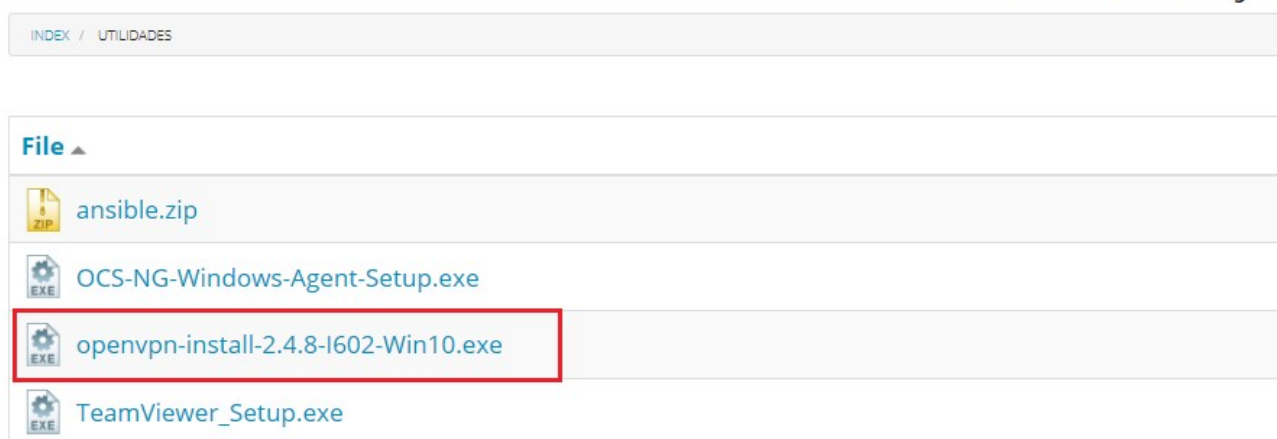 INDEX / UTILIDADES
File
ZIP
ansible.zip
EXE
OCS-NG-Windows-Agent-Setup.exe
EXE
openvpn-install-2.4.8-I602-Win10.exe
EXE
TeamViewer_Setup.exe